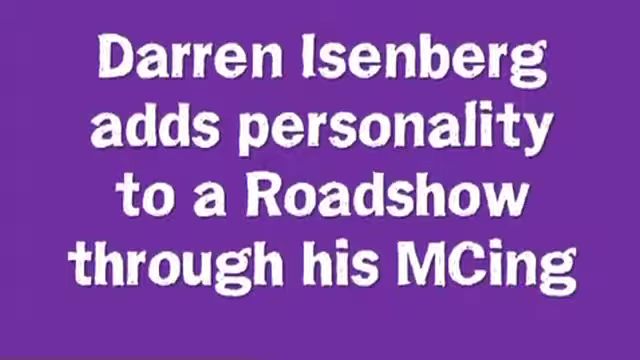 Darren Isenberg
adds personality
to a Roadshow
through his MCing